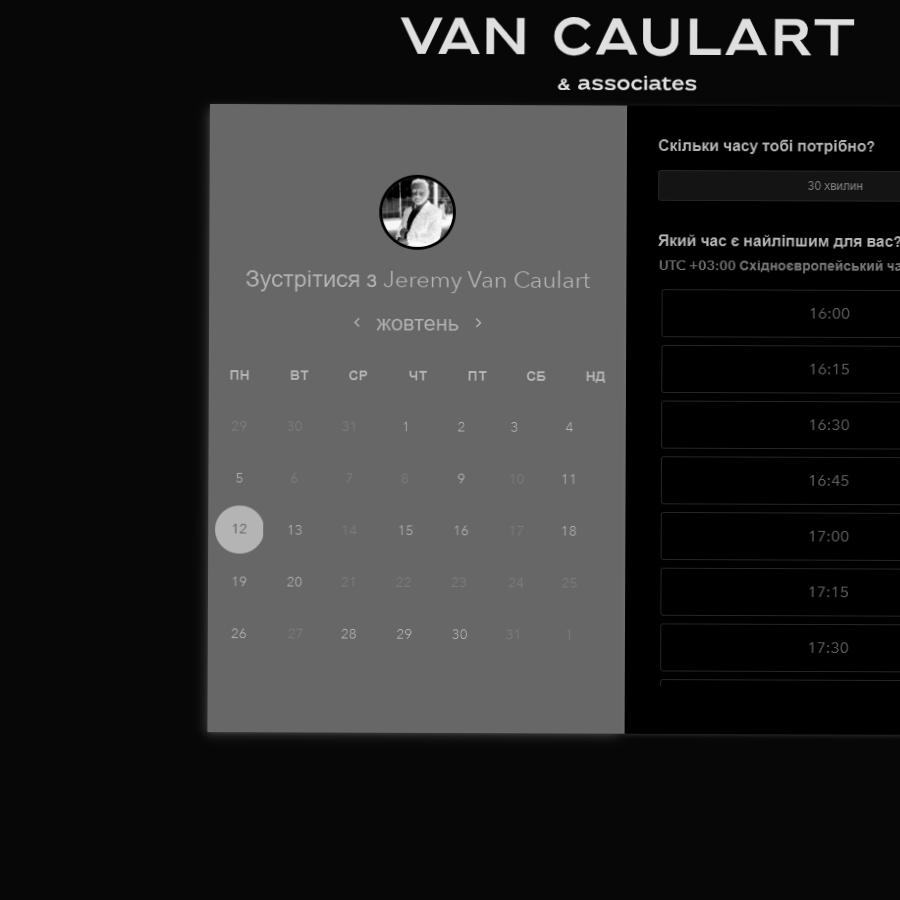 VAN CAULART
& associates
Зустрітися з Jeremy Van Caulart
жовтень
ПН ВТ СР ЧТ ПТ СБ НД
29 30 31 1 2 3 4
5 6 7 8 9 10 11
12 13 14 15 16 17 18
19 20 21 22 23 24 25
26 27 28 29 30 31 1
Скільки часу тобі потрібно?
30 хвилин
Який час є найліпшим для вас?
UTC +03:00 Східноєвропейський
16:00
16:15
16:30
16:45
17:00
17:15
17:30